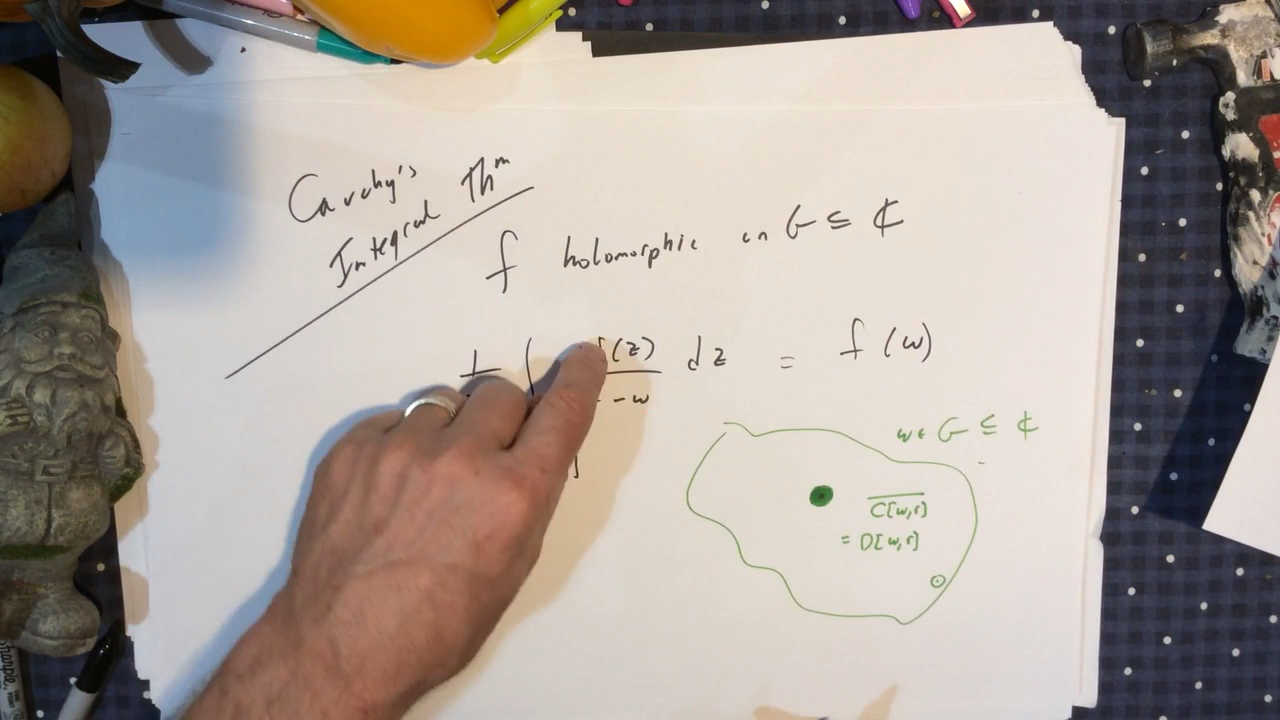 Cauchy's
Integral Thᵐ
f holomorphic on G ⊆ ℂ
f(z) dz = f(w)
-w
w ∈ G ⊆ ℂ
C[w,r]
= D[w,r]